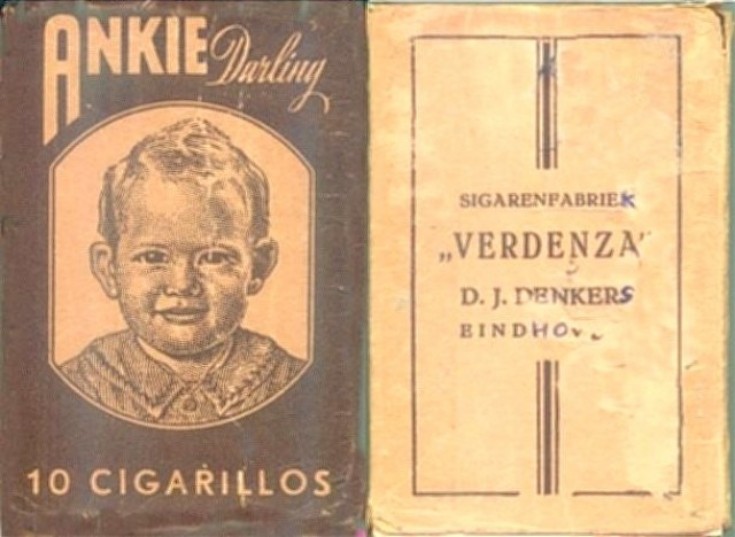 ANKIE Darling
10 CIGARILLOS
SIGARENFABRIEK
„VERDENZA"
D. J. DENKERS